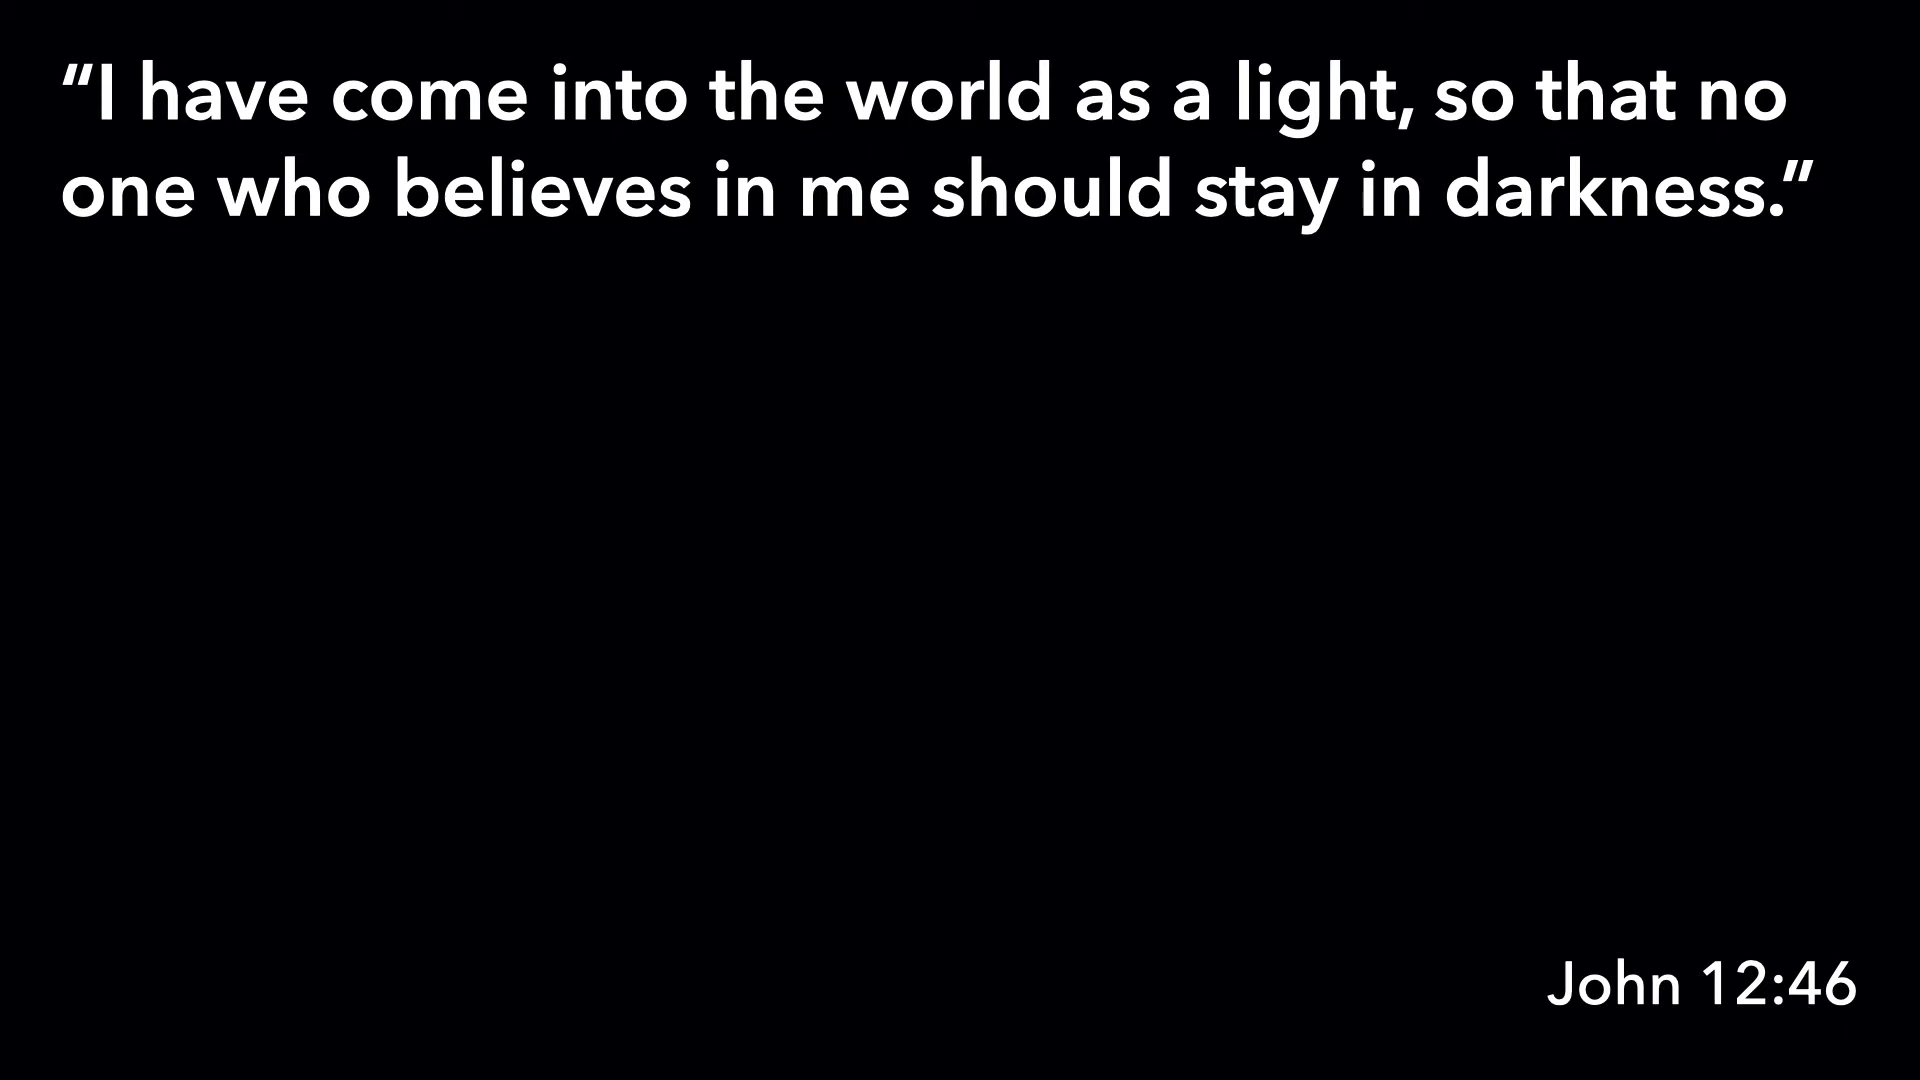 “I have come into the world as a light, so that no
one who believes in me should stay in darkness.”
John 12:46